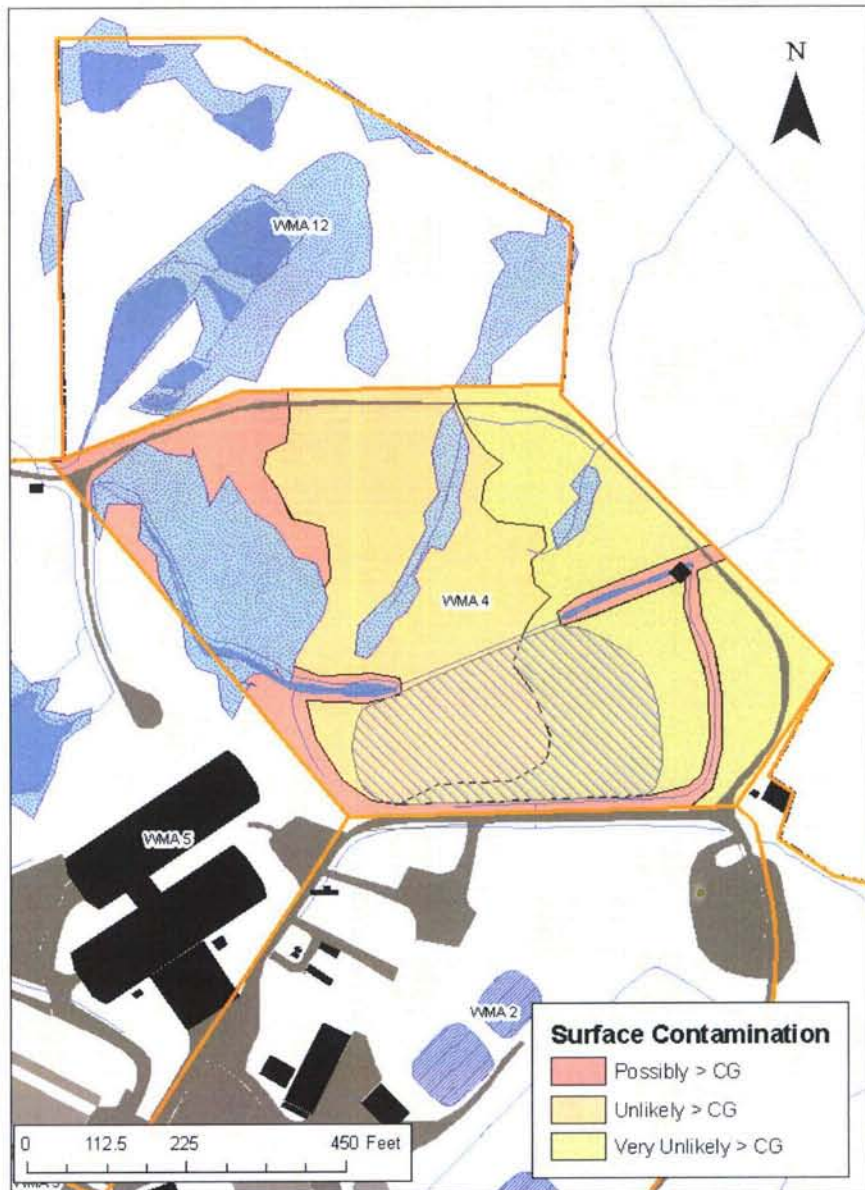 N
WMA 12
WMA 4
WMA 5
WMA 2
Surface Contamination
Possibly > CG
Unlikely > CG
Very Unlikely > CG
0 112.5 225 450 Feet